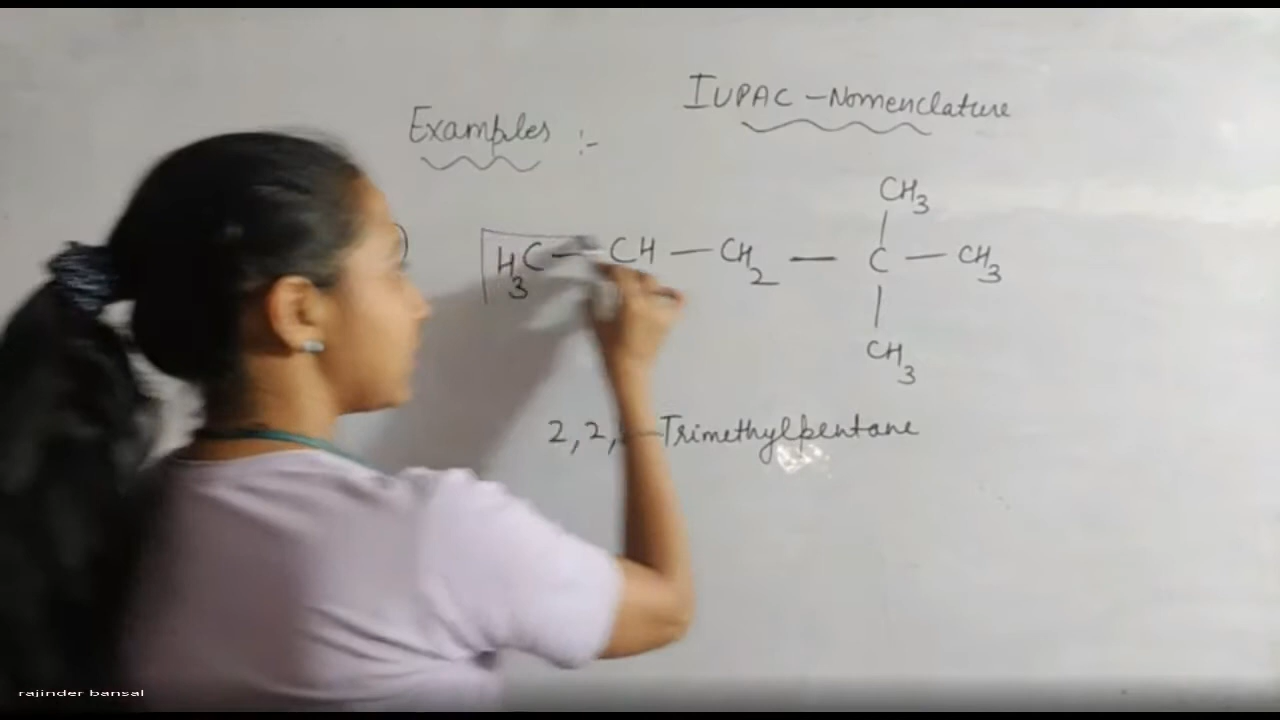 IUPAC - Nomenclature
Examples :-
CH3
) H3C — CH — CH2 — C — CH3
CH3
2,2, — Trimethylpentane
rajinder bansal